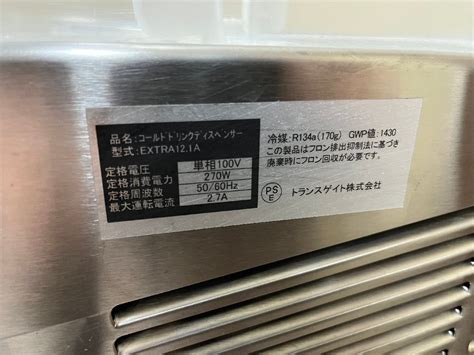 品名:コールドドリンクディスペンサー
型式:EXTRA12.1A
定格電圧 単相100V
定格消費電力 270W
定格周波数 50/60Hz
最大運転電流 2.7A
冷媒:R134a(170g) GWP値:1430
この製品はフロン排出抑制法に基づき
廃棄時にフロン回収が必要です。
PS
E
トランスゲイト株式会社